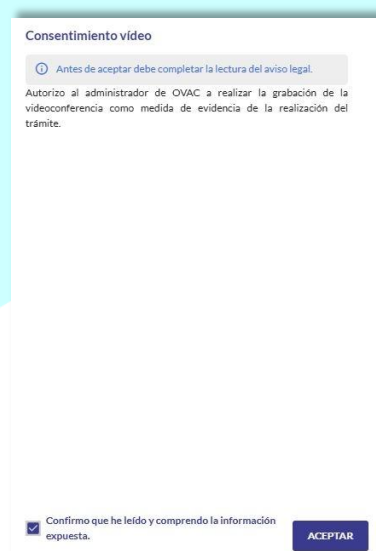 Consentimiento vídeo
Antes de aceptar debe completar la lectura del aviso legal.
Autorizo al administrador de OVAC a realizar la grabación de la
videoconferencia como medida de evidencia de la realización del
trámite.
Confirmo que he leído y comprendo la información
expuesta.
ACEPTAR